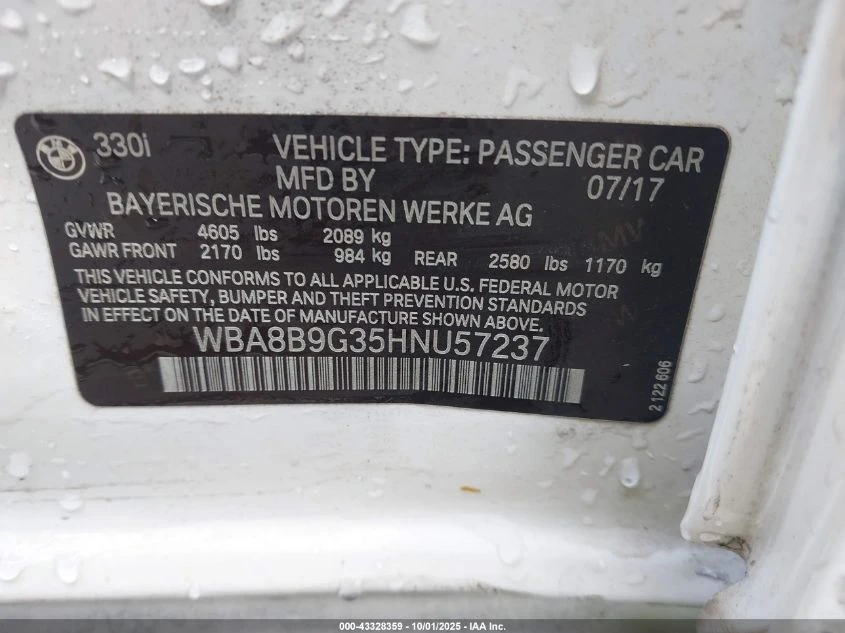 330i VEHICLE TYPE: PASSENGER CAR
MFD BY 07/17
BAYERISCHE MOTOREN WERKE AG
GVWR 4605 lbs 2089 kg
GAWR FRONT 2170 lbs 984 kg REAR 2580 lbs 1170 kg
THIS VEHICLE CONFORMS TO ALL APPLICABLE U.S. FEDERAL MOTOR
VEHICLE SAFETY, BUMPER AND THEFT PREVENTION STANDARDS
IN EFFECT ON THE DATE OF MANUFACTURE SHOWN ABOVE.
WBA8B9G35HNU57237
2 122 606
000-43328359 - 10/01/2025 - IAA Inc.